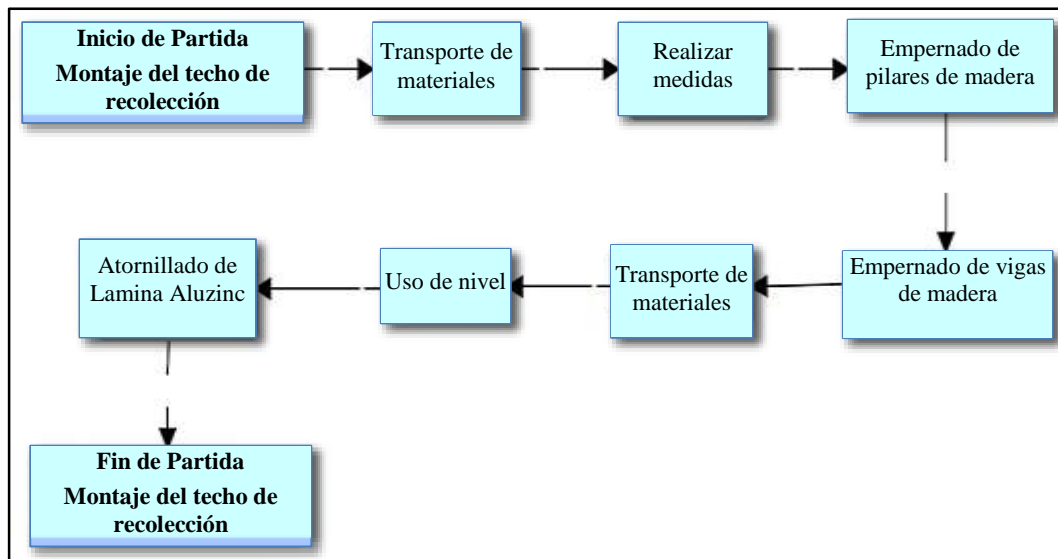 Inicio de Partida
Montaje del techo de
recolección
Transporte de
materiales
Realizar
medidas
Empernado de
pilares de madera
Empernado de vigas
de madera
Transporte de
materiales
Uso de nivel
Atornillado de
Lamina Aluzinc
Fin de Partida
Montaje del techo de
recolección